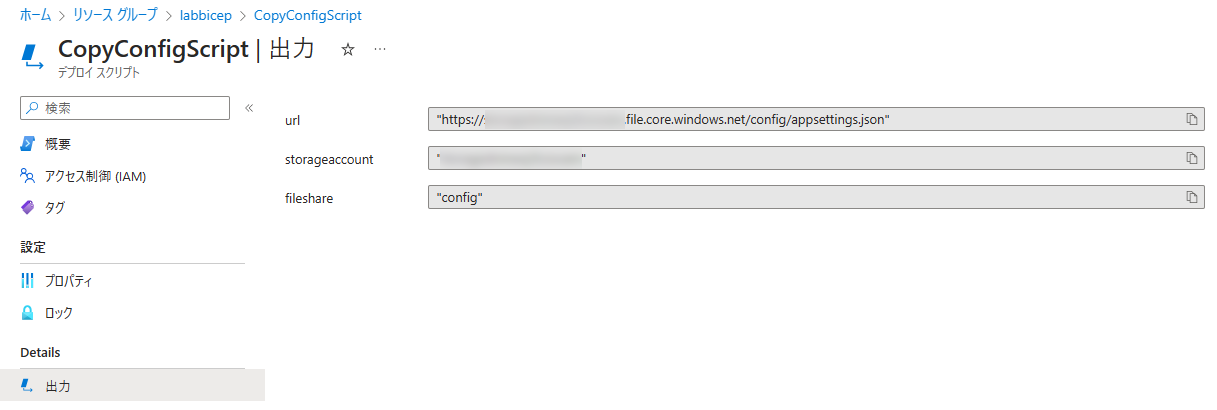 ホーム > リソース グループ > labbicep > CopyConfigScript
CopyConfigScript | 出力 ☆ ···
デプロイ スクリプト
検索 «
概要
アクセス制御 (IAM)
タグ
設定
プロパティ
ロック
Details
出力
url "https:// .file.core.windows.net/config/appsettings.json"
storageaccount " "
fileshare "config"